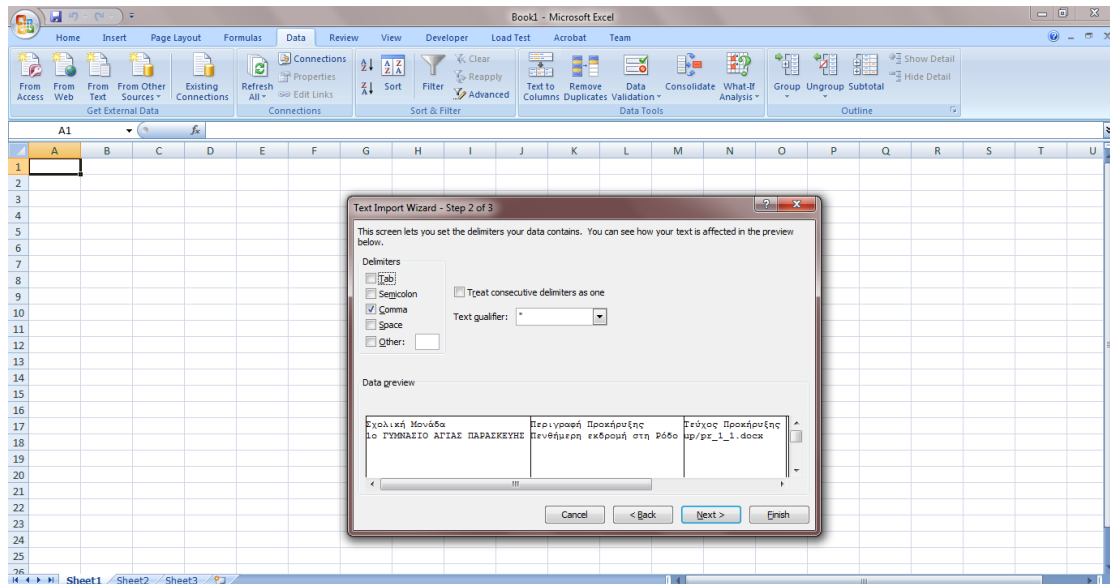 Book1 - Microsoft Excel
Home Insert Page Layout Formulas Data Review View Developer Load Test Acrobat Team
From Access
From Web
From Text
From Other Sources
Existing Connections
Get External Data
Refresh All
Connections
Properties
Edit Links
Connections
Sort
Filter
Clear
Reapply
Advanced
Sort & Filter
Text to Columns
Remove Duplicates
Data Validation
Consolidate
What-If Analysis
Data Tools
Group
Ungroup
Subtotal
Show Detail
Hide Detail
Outline
A1 fx
A B C D E F G H I J K L M N O P Q R S T U
1
2
3
4
5
6
7
8
9
10
11
12
13
14
15
16
17
18
19
20
21
22
23
24
25
26
Text Import Wizard - Step 2 of 3
This screen lets you set the delimiters your data contains. You can see how your text is affected in the preview
below.
Delimiters
Tab
Semicolon
Comma
Space
Other:
Treat consecutive delimiters as one
Text qualifier: "
Data preview
Σχολική Μονάδα Περιγραφή Προκήρυξης Τεύχος Προκήρυξης
1ο ΓΥΜΝΑΣΙΟ ΑΓΙΑΣ ΠΑΡΑΣΚΕΥΗΣ Πενθήμερη εκδρομή στη Ρόδο up/pr_1_1.docx
Cancel < Back Next > Finish
Sheet1 Sheet2 Sheet3